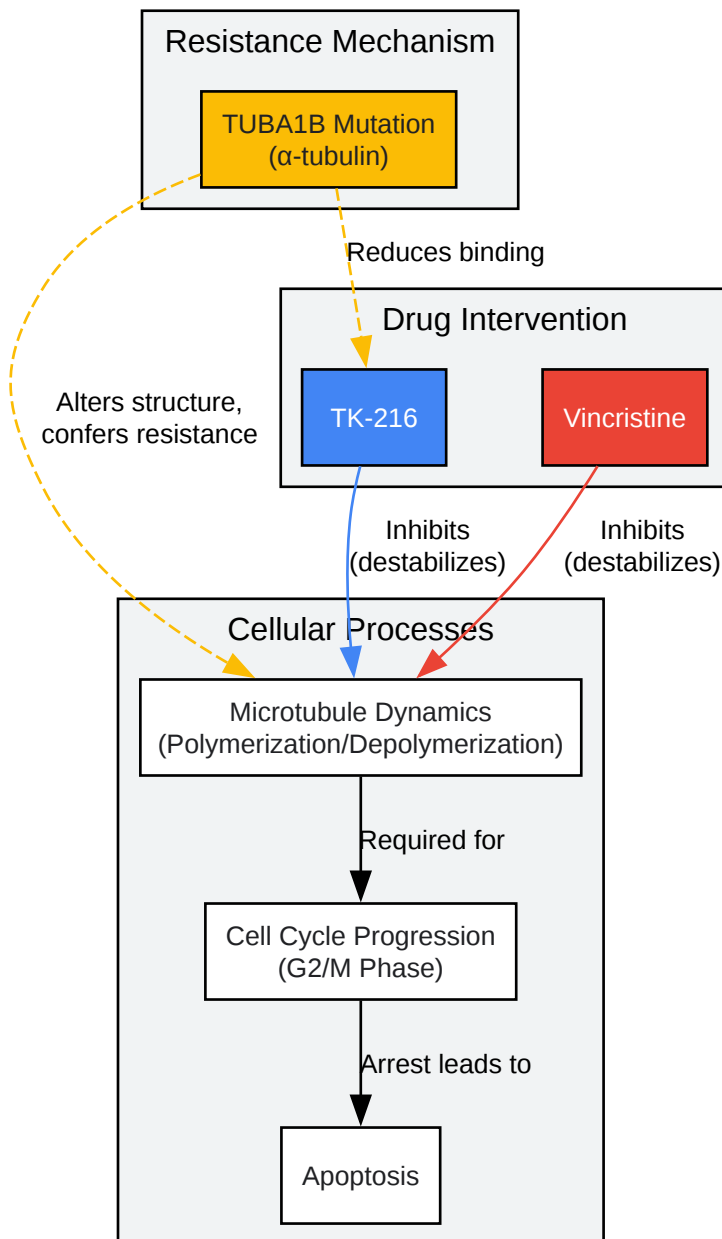 Resistance Mechanism
TUBA1B Mutation
(α-tubulin)
Reduces binding
Drug Intervention
TK-216
Vincristine
Alters structure,
confers resistance
Inhibits
(destabilizes)
Inhibits
(destabilizes)
Cellular Processes
Microtubule Dynamics
(Polymerization/Depolymerization)
Required for
Cell Cycle Progression
(G2/M Phase)
Arrest leads to
Apoptosis